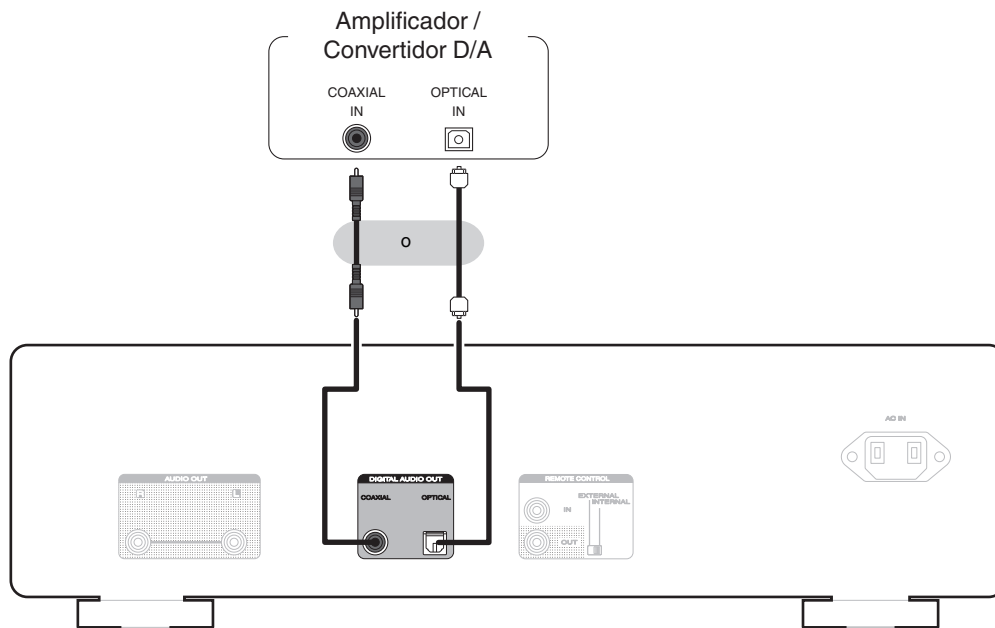 Amplificador /
Convertidor D/A
COAXIAL
IN
OPTICAL
IN
o
AC IN
AUDIO OUT
R
L
DIGITAL AUDIO OUT
COAXIAL
OPTICAL
REMOTE CONTROL
EXTERNAL
INTERNAL
IN
OUT